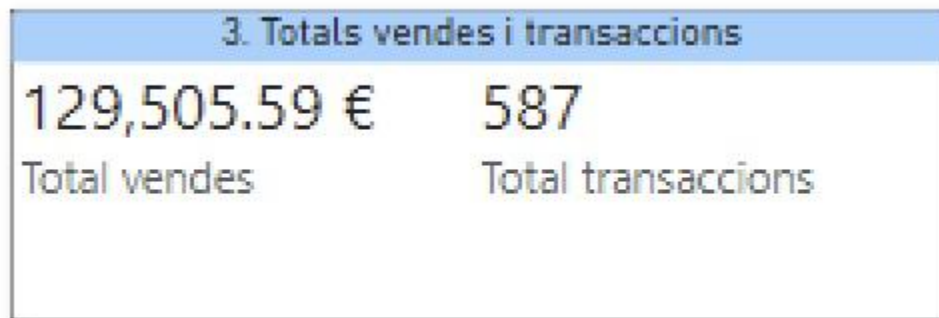 3. Totals vendes i transaccions
129,505.59 € 587
Total vendes Total transaccions